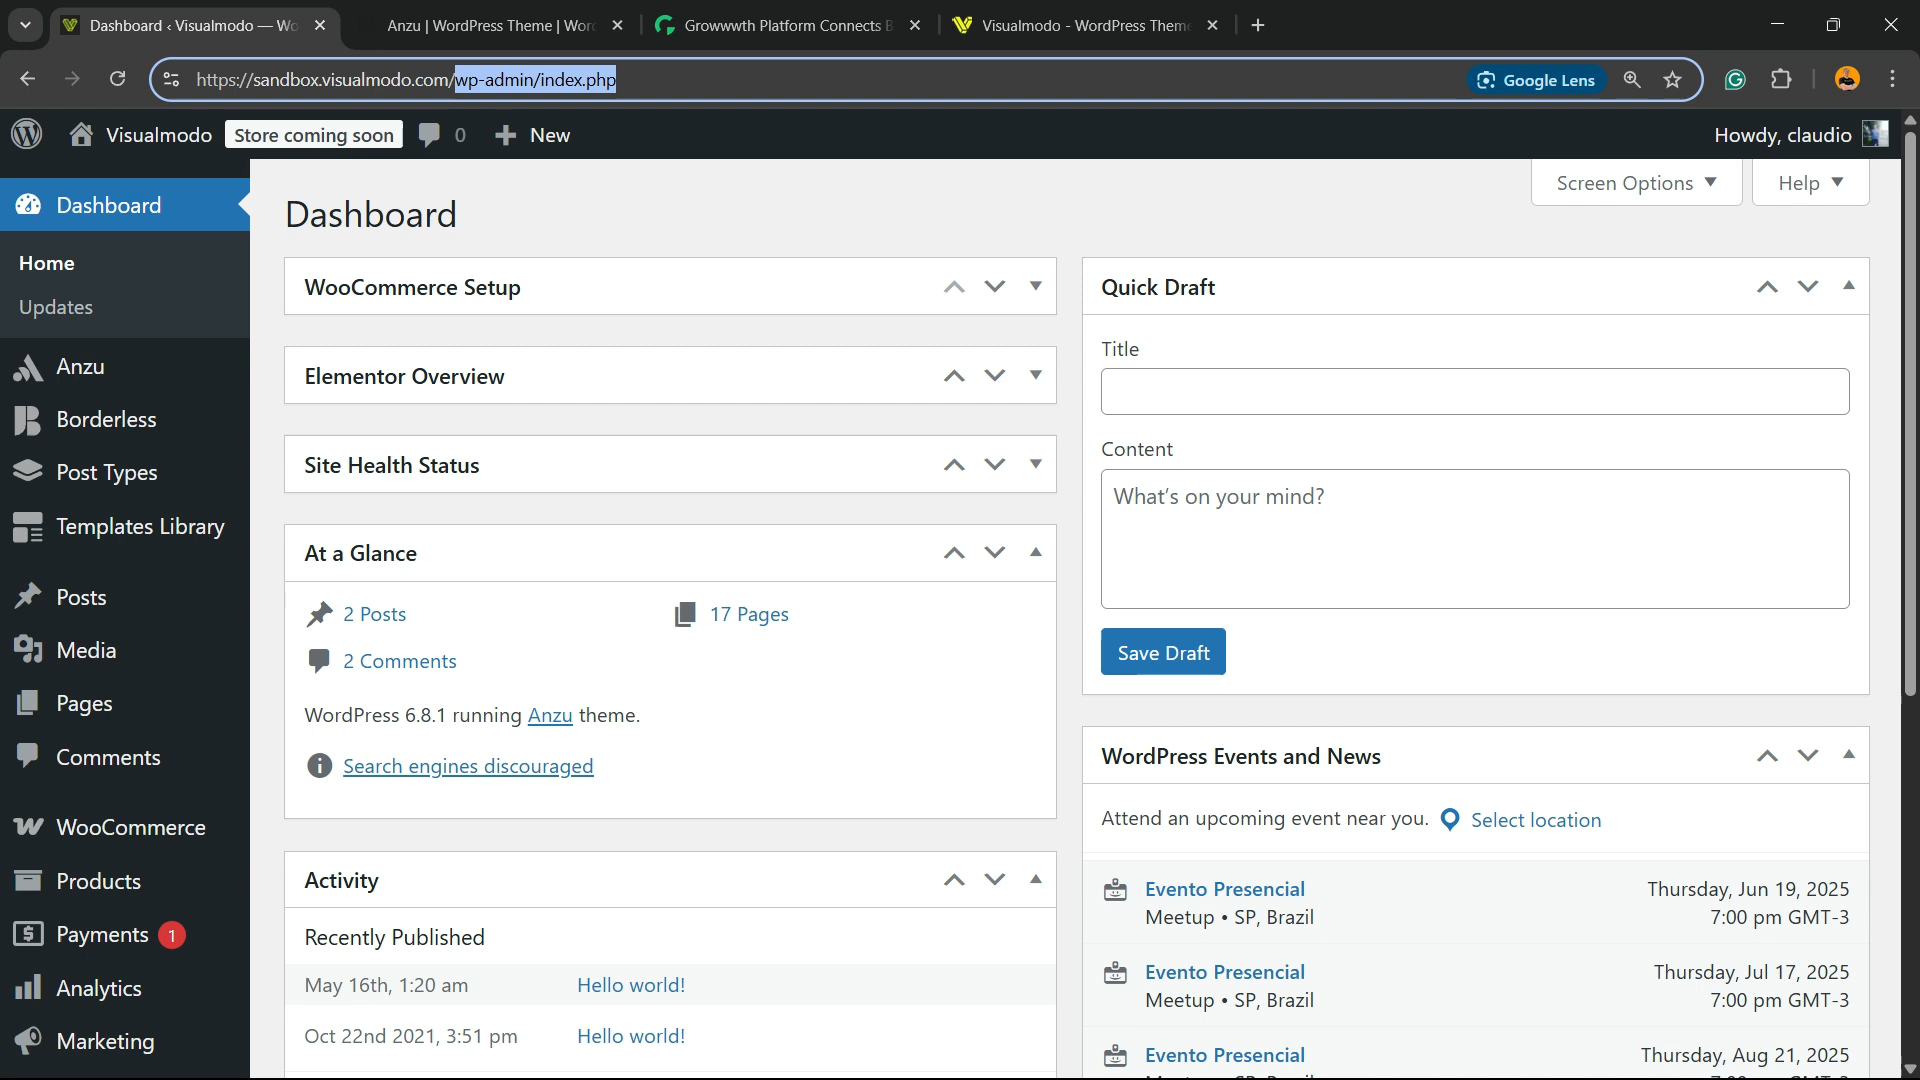 Dashboard ‹ Visualmodo — Wo
Anzu | WordPress Theme | Wor
Growwwth Platform Connects B
Visualmodo - WordPress Theme
https://sandbox.visualmodo.com/wp-admin/index.php
Google Lens
Visualmodo
Store coming soon
0
New
Howdy, claudio
Dashboard
Home
Updates
Anzu
Borderless
Post Types
Templates Library
Posts
Media
Pages
Comments
WooCommerce
Products
Payments 1
Analytics
Marketing
Screen Options
Help
Dashboard
WooCommerce Setup
Elementor Overview
Site Health Status
At a Glance
2 Posts
17 Pages
2 Comments
WordPress 6.8.1 running Anzu theme.
Search engines discouraged
Activity
Recently Published
May 16th, 1:20 am Hello world!
Oct 22nd 2021, 3:51 pm Hello world!
Quick Draft
Title
Content
What's on your mind?
Save Draft
WordPress Events and News
Attend an upcoming event near you. Select location
Evento Presencial Thursday, Jun 19, 2025
Meetup • SP, Brazil 7:00 pm GMT-3
Evento Presencial Thursday, Jul 17, 2025
Meetup • SP, Brazil 7:00 pm GMT-3
Evento Presencial Thursday, Aug 21, 2025